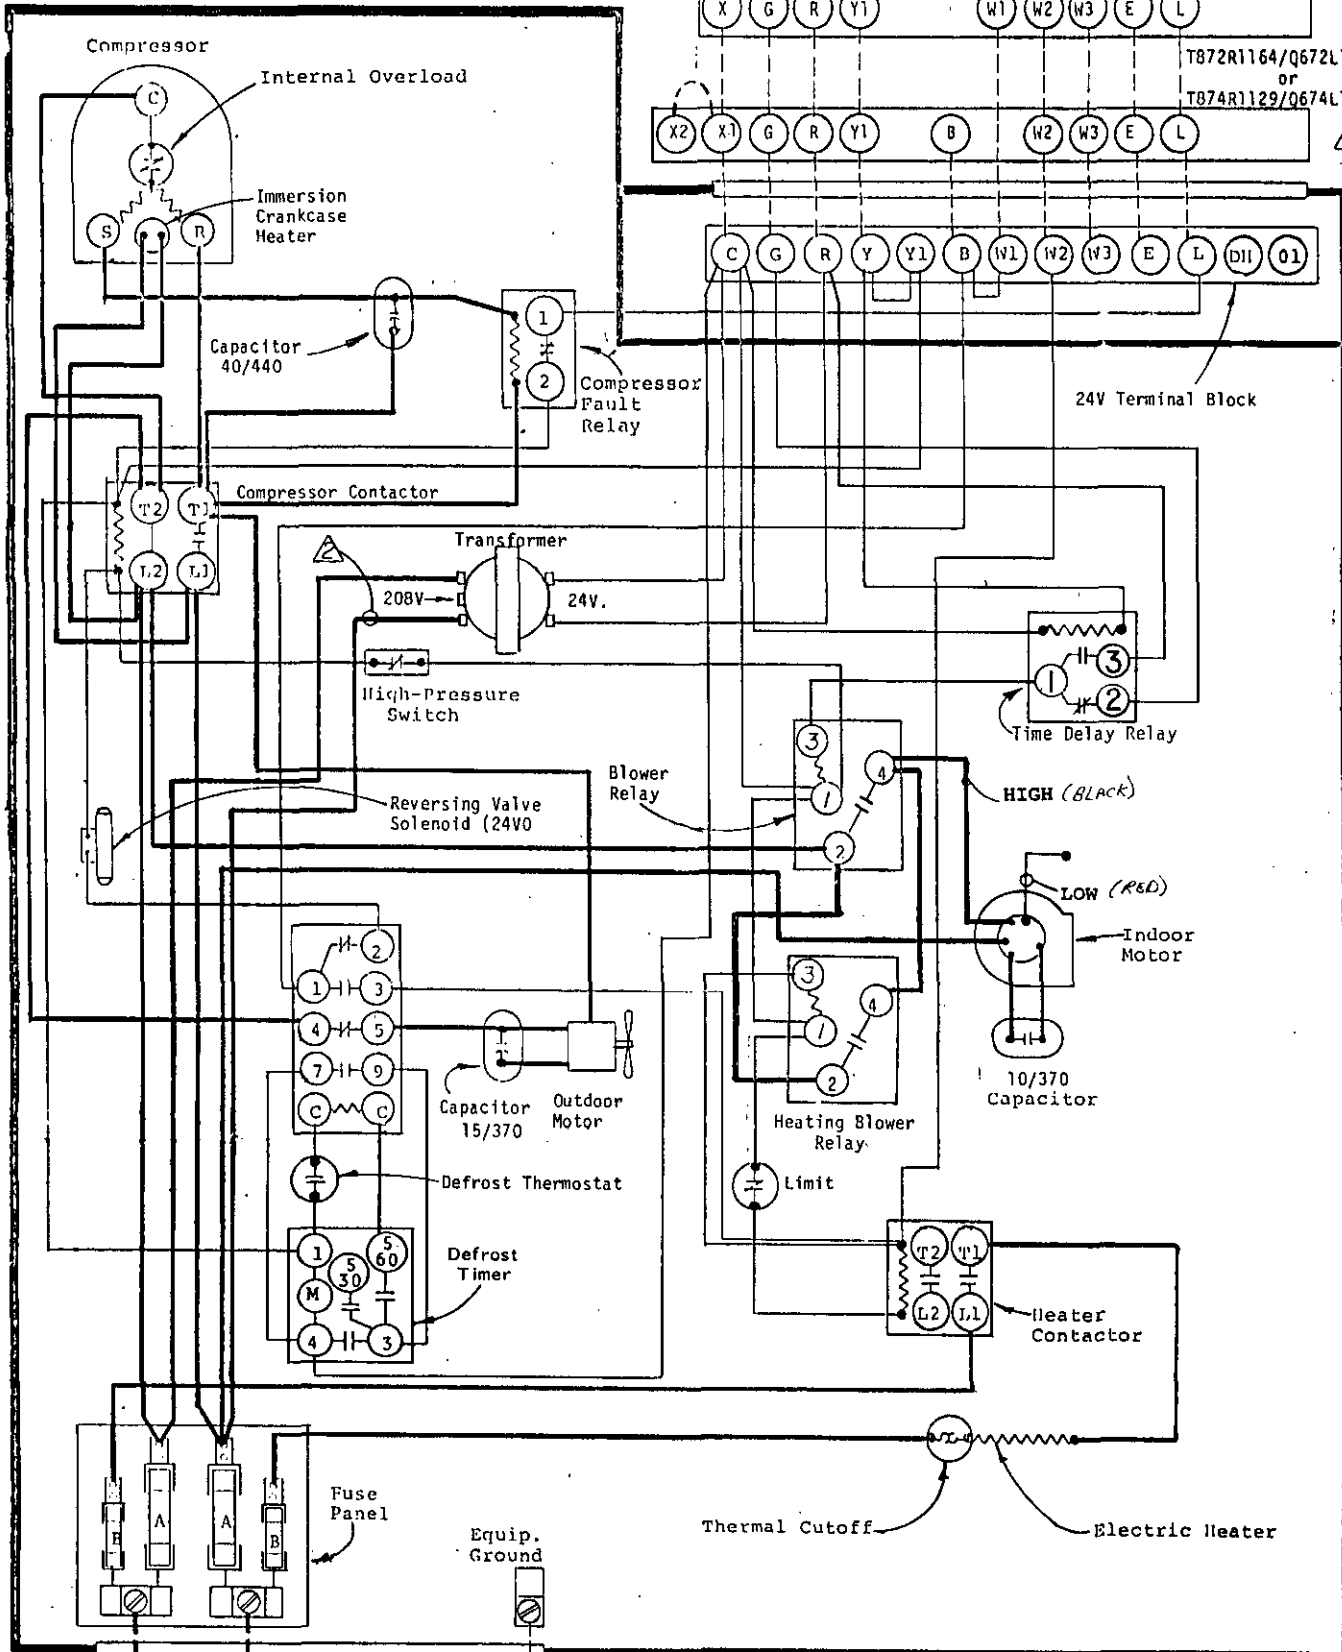 X G R Y1 W1 W2 W3 E L
T872R1164/Q672L
or
T874R1129/Q674L
X2 X1 G R Y1 B W2 W3 E L
C G R Y Y1 B W1 W2 W3 E L D11 O1
24V Terminal Block
Compressor
Internal Overload
C
Immersion
Crankcase
Heater
S R
Capacitor
40/440
1
2
Compressor
Fault
Relay
Compressor Contactor
T2 T1
L2 L1
2
Transformer
208V
24V.
High-Pressure
Switch
3
1
2
Time Delay Relay
Blower
Relay
3
4
1
2
HIGH (BLACK)
LOW (RED)
Indoor
Motor
10/370
Capacitor
Reversing Valve
Solenoid (24VO
2
1 3
4 5
7 9
C C
Capacitor
15/370
Outdoor
Motor
3
4
1
2
Heating Blower
Relay
Limit
Defrost Thermostat
1
5
30
5
60
M
4 3
Defrost
Timer
T2 T1
L2 L1
Heater
Contactor
Thermal Cutoff
Electric Heater
A A B
Fuse
Panel
Equip.
Ground